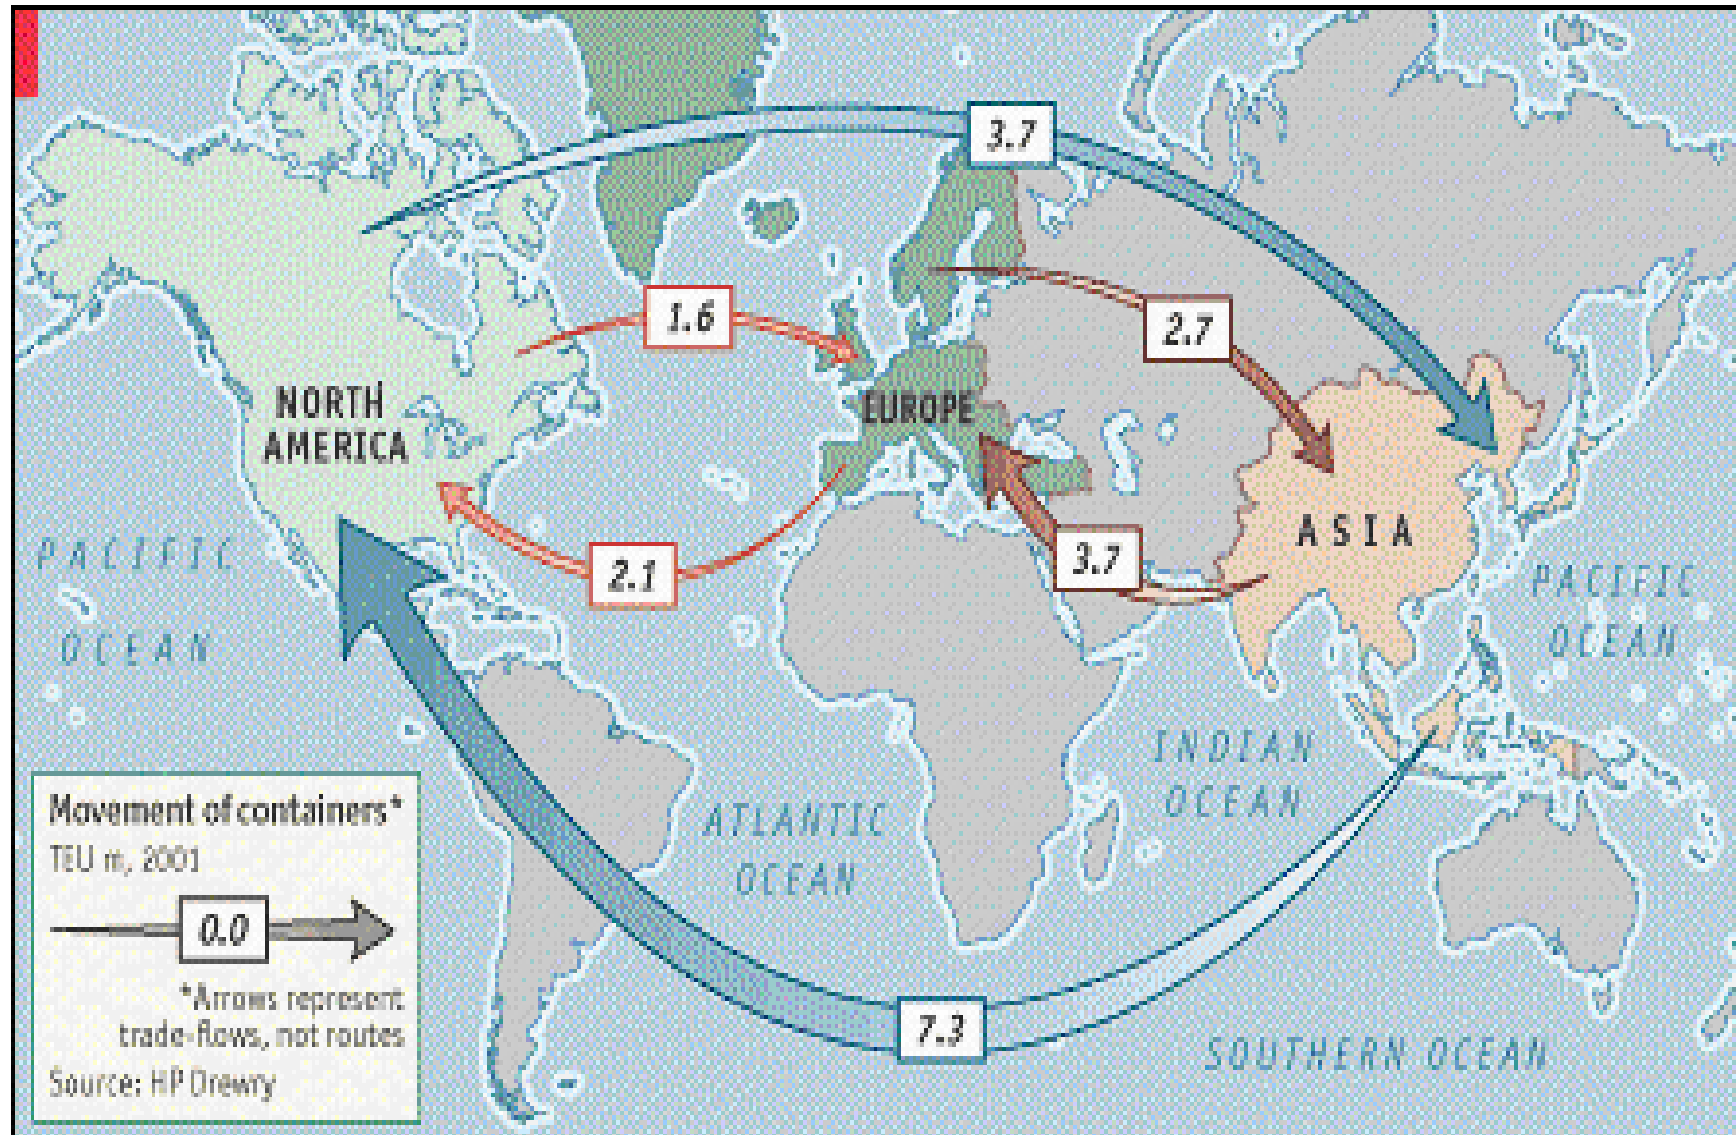 3.7
1.6
2.7
NORTH
AMERICA
EUROPE
ASIA
3.7
2.1
PACIFIC
OCEAN
PACIFIC
OCEAN
INDIAN
OCEAN
ATLANTIC
OCEAN
7.3
SOUTHERN OCEAN
Movement of containers*
TEU m, 2001
0.0
*Arrows represent
trade-flows, not routes
Source: HP Drewry